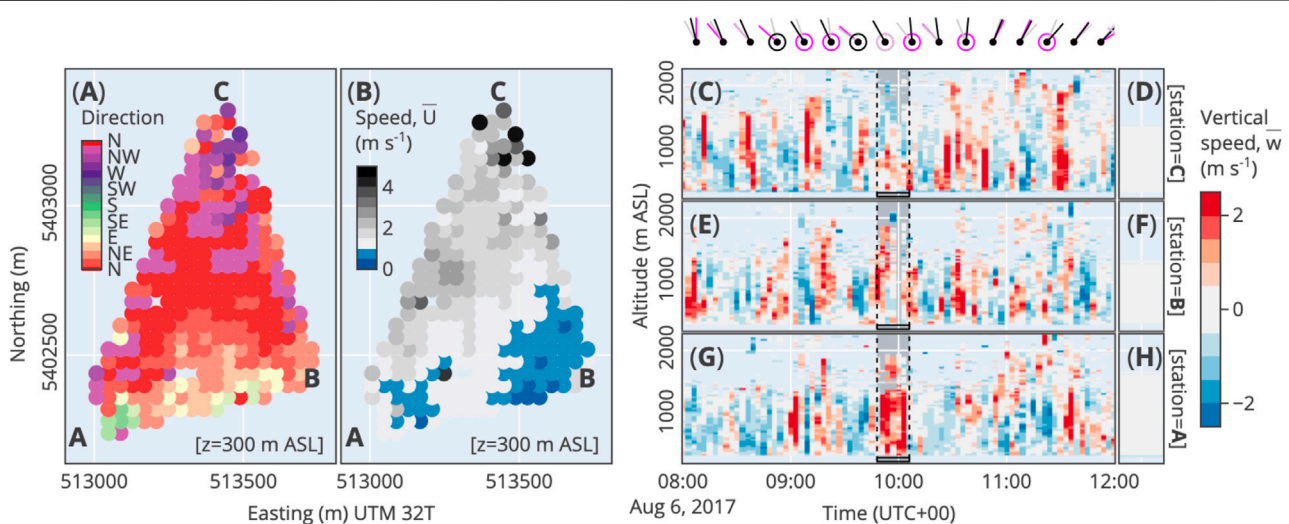 (A)
C
Direction
N
NW
W
SW
S
SE
E
NE
N
B
A
[z=300 m ASL]
(B)
C
Speed, U̅
(m s⁻¹)
4
2
0
B
A
[z=300 m ASL]
Northing (m)
5403000
5402500
513000
513500
513000
513500
Easting (m) UTM 32T
Altitude (m ASL)
2000
1000
2000
1000
2000
1000
(C)
(D)
[station=C]
(E)
(F)
[station=B]
(G)
(H)
[station=A]
08:00
09:00
10:00
11:00
12:00
Aug 6, 2017
Time (UTC+00)
Vertical
speed, w̅
(m s⁻¹)
2
0
−2